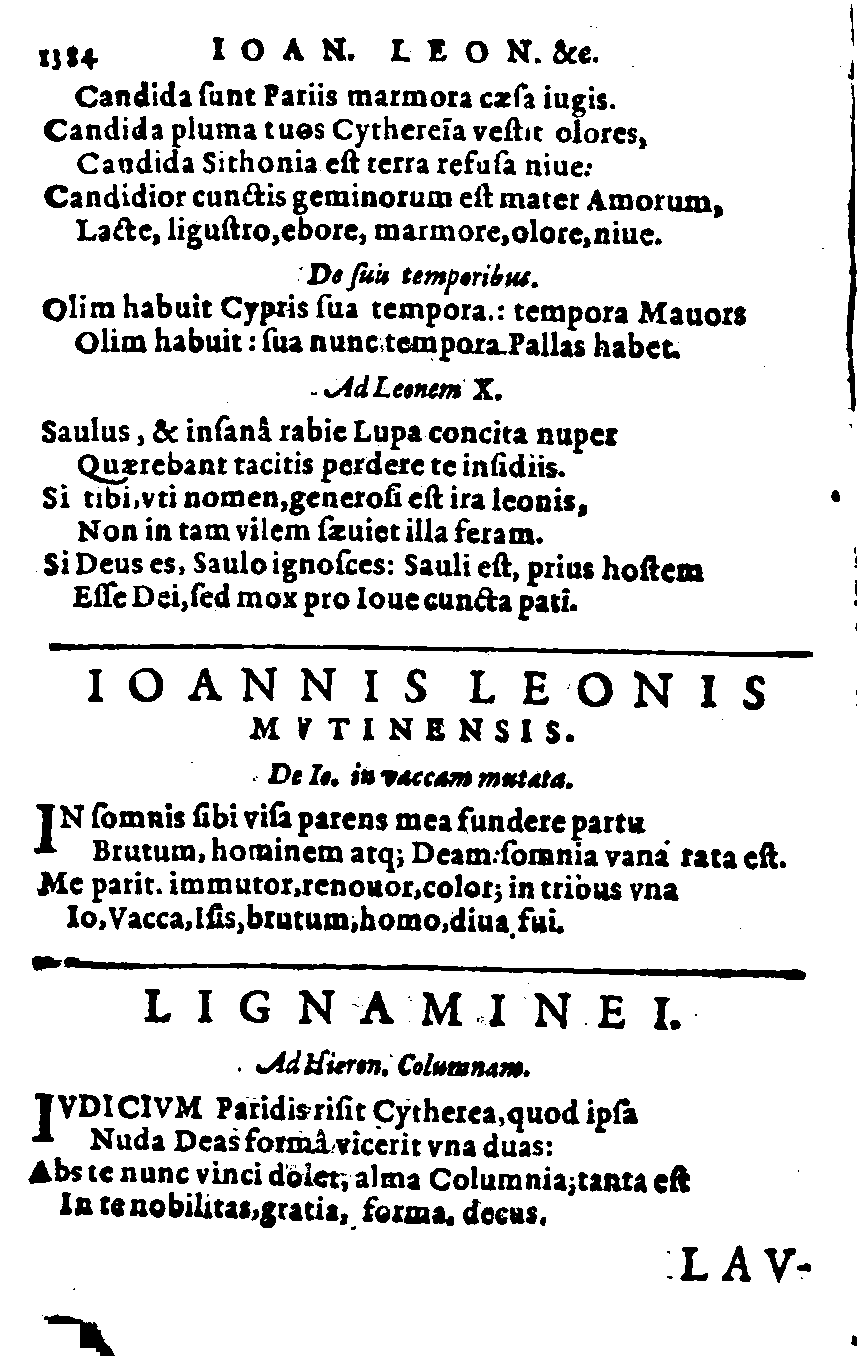 1384 IOAN. LEON. &c.
Candida ſunt Pariis marmora cæſa iugis.
Candida pluma tuos Cythereïa veſtit olores,
Candida Sithonia eſt terra refuſa niue:
Candidior cunctis geminorum eſt mater Amorum,
Lacte, liguſtro, ebore, marmore, olore, niue.
De ſuis temporibus.
Olim habuit Cypris ſua tempora.: tempora Mauors
Olim habuit: ſua nunc tempora Pallas habet.
Ad Leonem X.
Saulus, & inſanâ rabie Lupa concita nuper
Quærebant tacitis perdere te inſidiis.
Si tibi, vti nomen, generoſi eſt ira leonis,
Non in tam vilem ſæuiet illa feram.
Si Deus es, Saulo ignoſces: Sauli eſt, prius hoſtem
Eſſe Dei, ſed mox pro Ioue cuncta pati.
IOANNIS LEONIS
MVTINENSIS.
De Io. in vaccam mutata.
IN ſomnis ſibi viſa parens mea fundere partu
Brutum, hominem atq; Deam: ſomnia vana rata eſt.
Me parit. immutor, renouor, color; in tribus vna
Io, Vacca, Iſis, brutum, homo, diua fui.
LIGNAMINEI.
Ad Hieron. Columnam.
IVDICIVM Paridis riſit Cytherea, quod ipſa
Nuda Deas formâ vicerit vna duas:
Abs te nunc vinci dolet, alma Columnia; tanta eſt
In te nobilitas, gratia, forma, decus.
LAV-